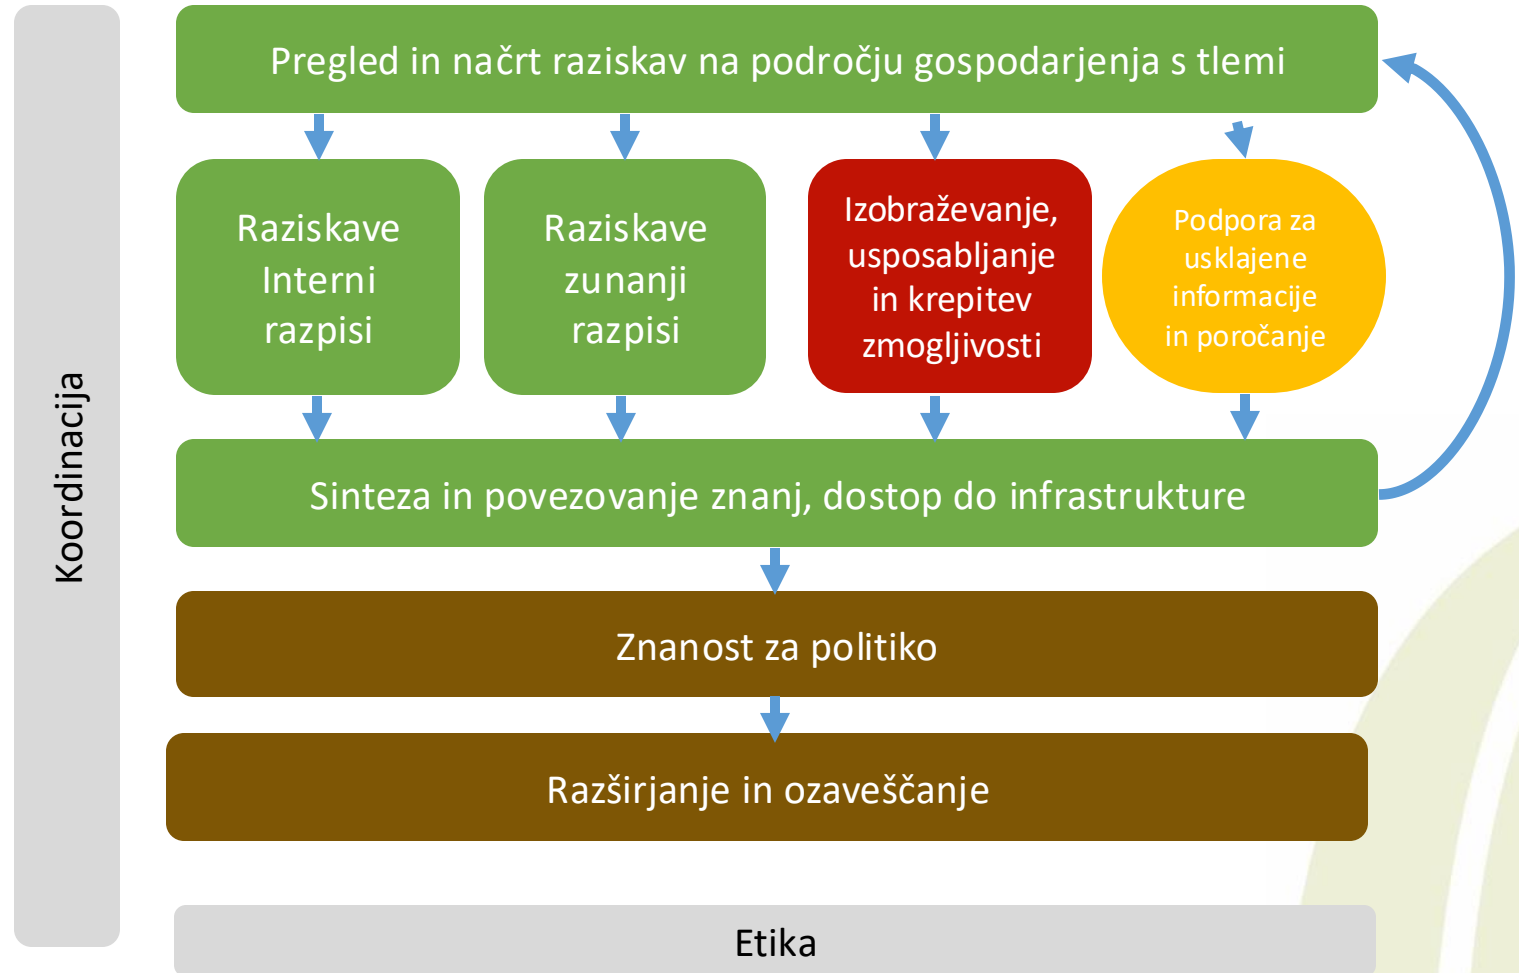 Koordinacija
Pregled in načrt raziskav na področju gospodarjenja s tlemi
Raziskave
Interni
razpisi
Raziskave
zunanji
razpisi
Izobraževanje,
usposabljanje
in krepitev
zmogljivosti
Podpora za
usklajene
informacije
in poročanje
Sinteza in povezovanje znanj, dostop do infrastrukture
Znanost za politiko
Razširjanje in ozaveščanje
Etika